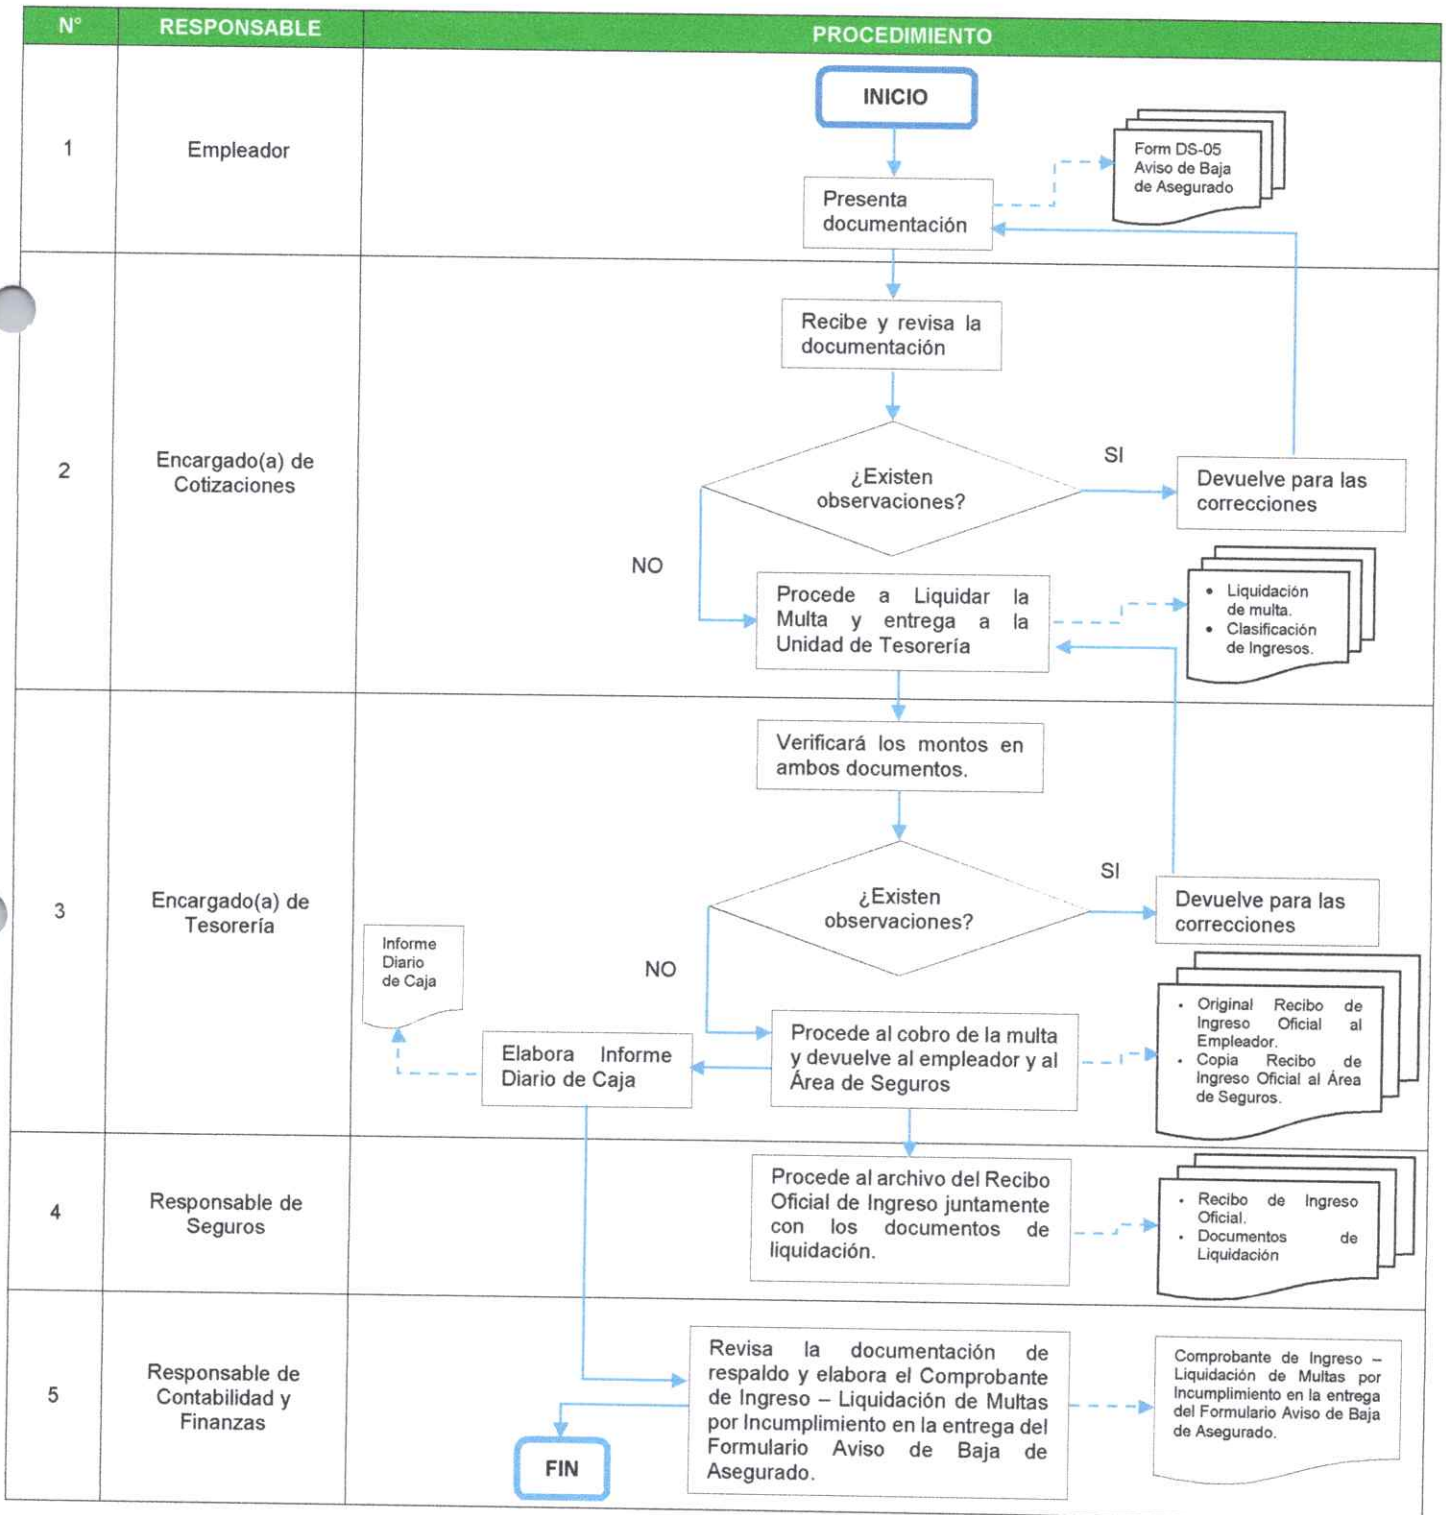 N° RESPONSABLE PROCEDIMIENTO
INICIO
1
Empleador
Form DS-05
Aviso de Baja
de Asegurado
Presenta
documentación
Recibe y revisa la
documentación
2
Encargado(a) de
Cotizaciones
¿Existen
observaciones?
SI
Devuelve para las
correcciones
NO
Procede a Liquidar la
Multa y entrega a la
Unidad de Tesorería
• Liquidación
de multa.
• Clasificación
de Ingresos.
Verificará los montos en
ambos documentos.
3
Encargado(a) de
Tesorería
¿Existen
observaciones?
SI
Devuelve para las
correcciones
NO
Informe
Diario
de Caja
Elabora Informe
Diario de Caja
Procede al cobro de la multa
y devuelve al empleador y al
Área de Seguros
• Original Recibo de
Ingreso Oficial al
Empleador.
• Copia Recibo de
Ingreso Oficial al Área
de Seguros.
4
Responsable de
Seguros
Procede al archivo del Recibo
Oficial de Ingreso juntamente
con los documentos de
liquidación.
• Recibo de Ingreso
Oficial.
• Documentos de
Liquidación
5
Responsable de
Contabilidad y
Finanzas
Revisa la documentación de
respaldo y elabora el Comprobante
de Ingreso – Liquidación de Multas
por Incumplimiento en la entrega del
Formulario Aviso de Baja de
Asegurado.
Comprobante de Ingreso –
Liquidación de Multas por
Incumplimiento en la entrega
del Formulario Aviso de Baja
de Asegurado.
FIN